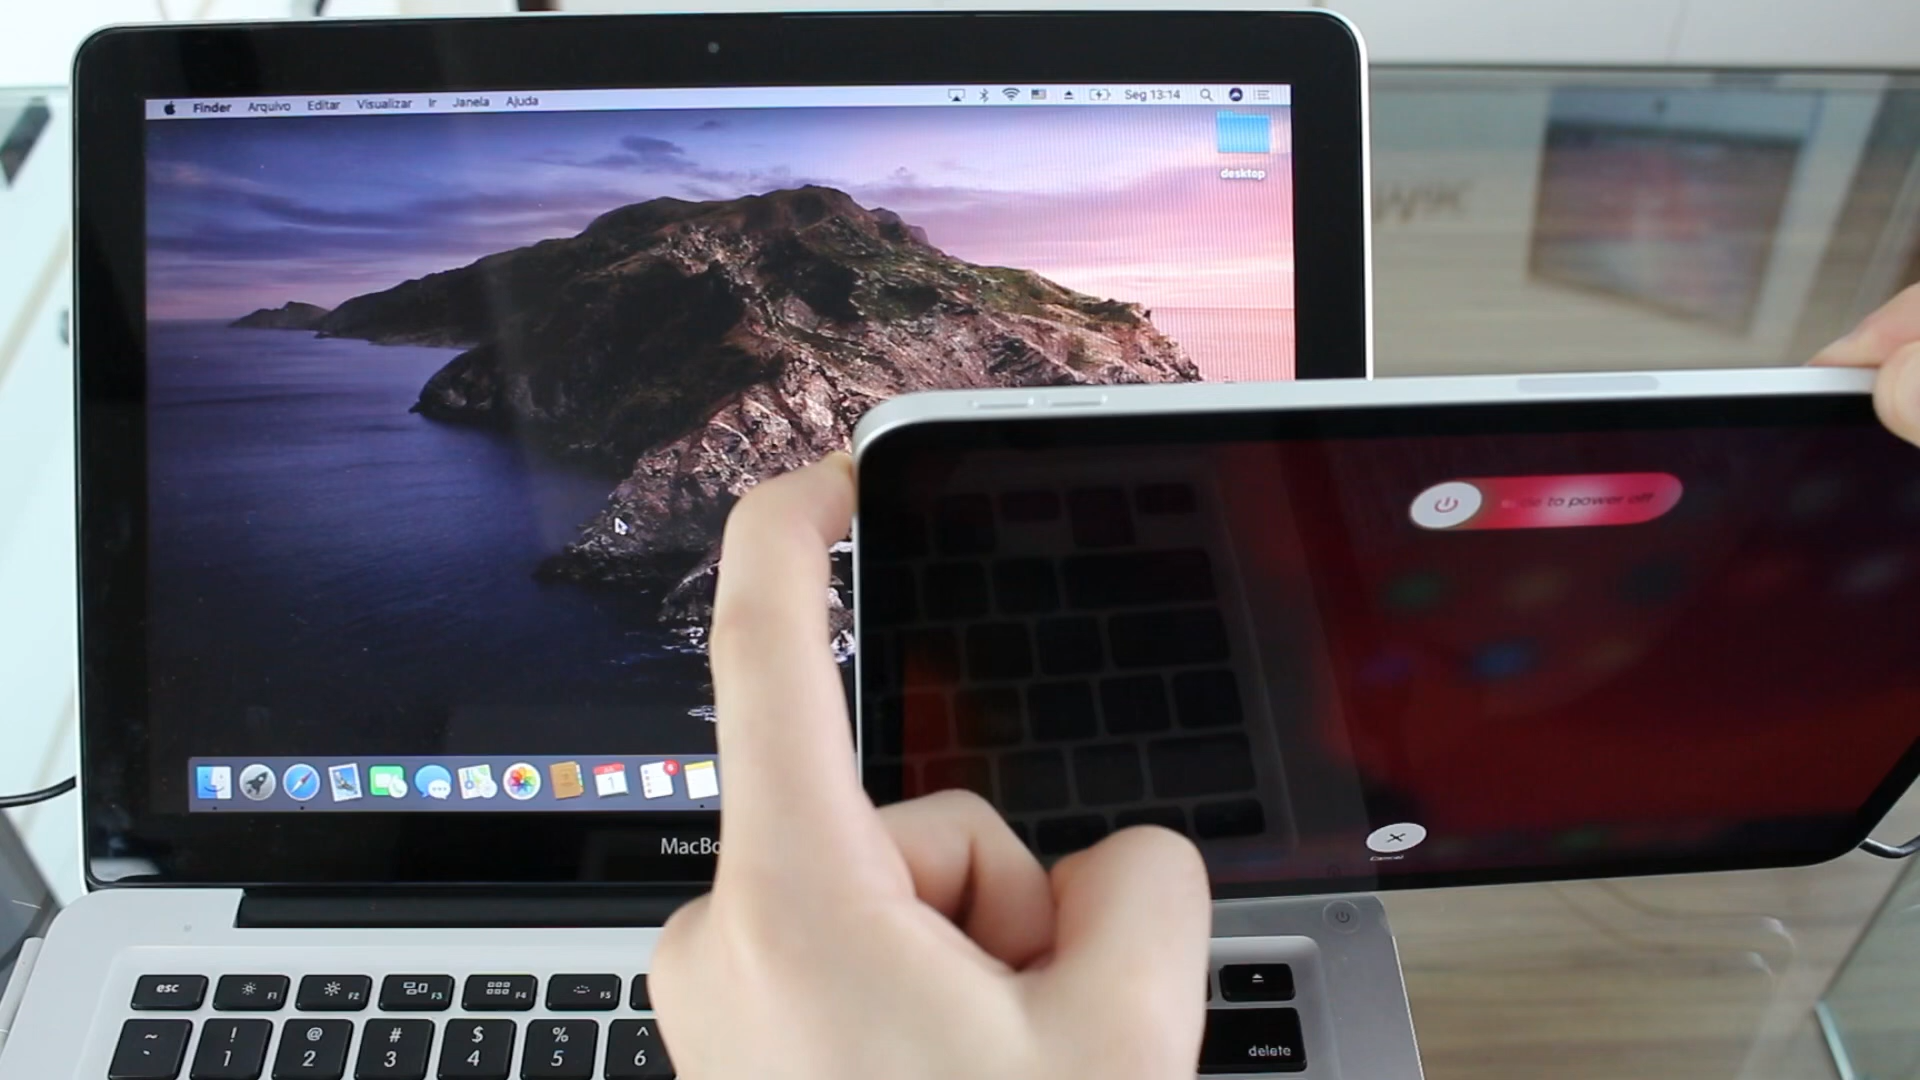 Finder Arquivo Editar Visualizar Ir Janela Ajuda
Seg 13:14
desktop
to power off
MacBo
Cancel
esc
F1
F2
F3
F4
F5
~
`
!
1
@
2
#
3
$
4
%
5
^
6
delete